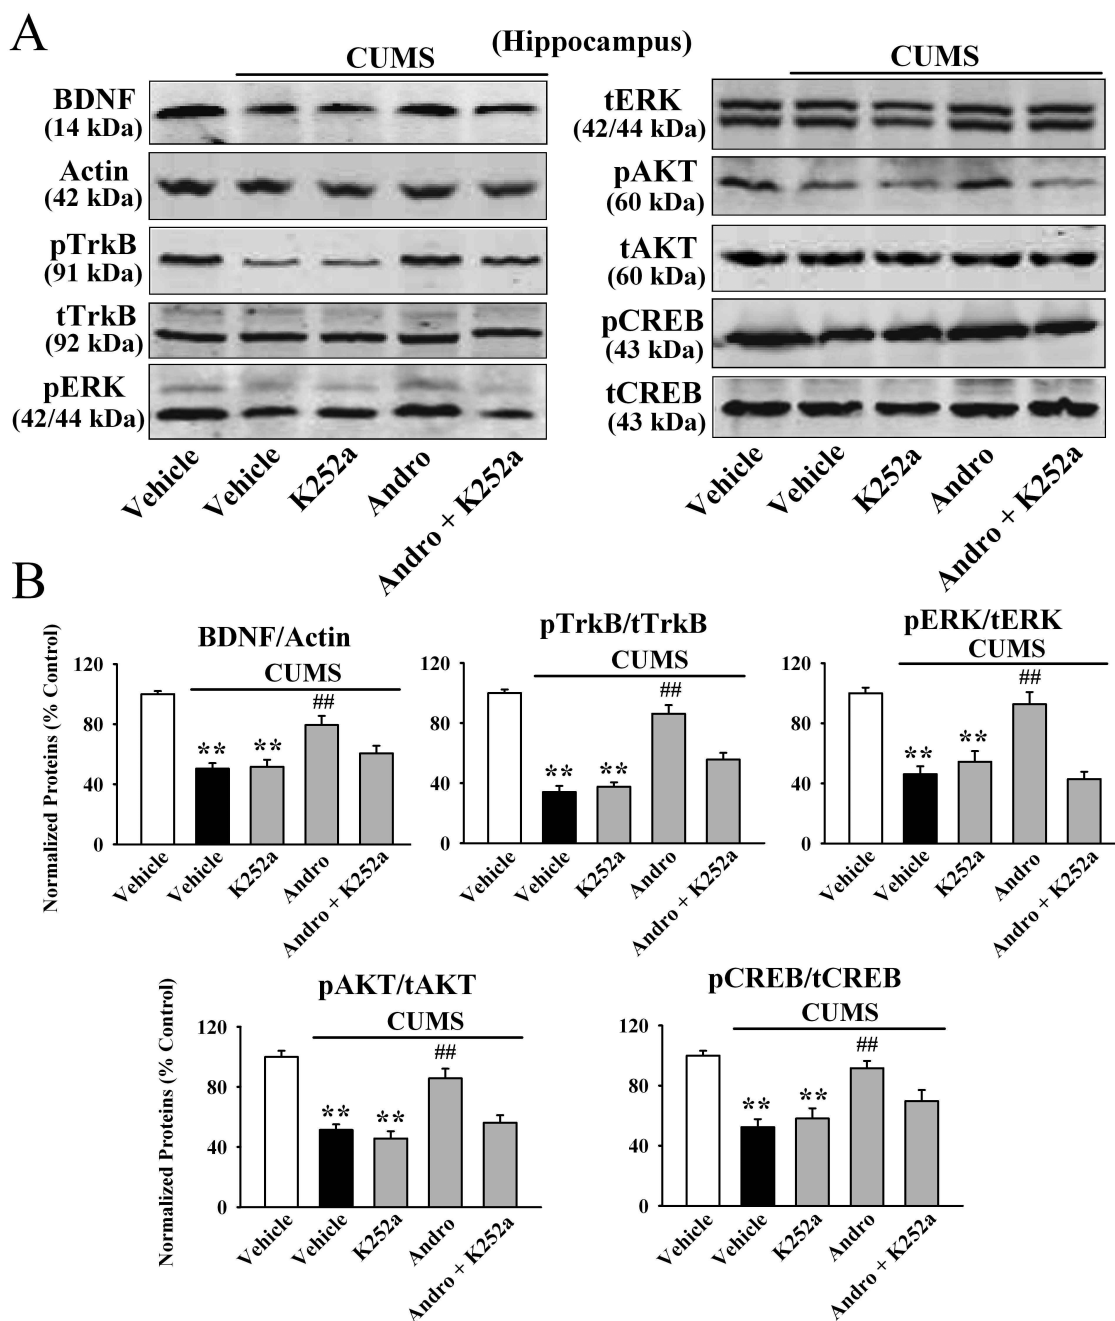 A
(Hippocampus)
CUMS
BDNF
(14 kDa)
Actin
(42 kDa)
pTrkB
(91 kDa)
tTrkB
(92 kDa)
pERK
(42/44 kDa)
Vehicle
Vehicle
K252a
Andro
Andro + K252a
CUMS
tERK
(42/44 kDa)
pAKT
(60 kDa)
tAKT
(60 kDa)
pCREB
(43 kDa)
tCREB
(43 kDa)
Vehicle
Vehicle
K252a
Andro
Andro + K252a
B
Normalized Proteins (% Control)
BDNF/Actin
CUMS
120
80
40
0
**
**
##
Vehicle
Vehicle
K252a
Andro
Andro + K252a
pTrkB/tTrkB
CUMS
120
80
40
0
**
**
##
Vehicle
Vehicle
K252a
Andro
Andro + K252a
pERK/tERK
CUMS
120
80
40
0
**
**
##
Vehicle
Vehicle
K252a
Andro
Andro + K252a
Normalized Proteins (% Control)
pAKT/tAKT
CUMS
120
80
40
0
**
**
##
Vehicle
Vehicle
K252a
Andro
Andro + K252a
pCREB/tCREB
CUMS
120
80
40
0
**
**
##
Vehicle
Vehicle
K252a
Andro
Andro + K252a